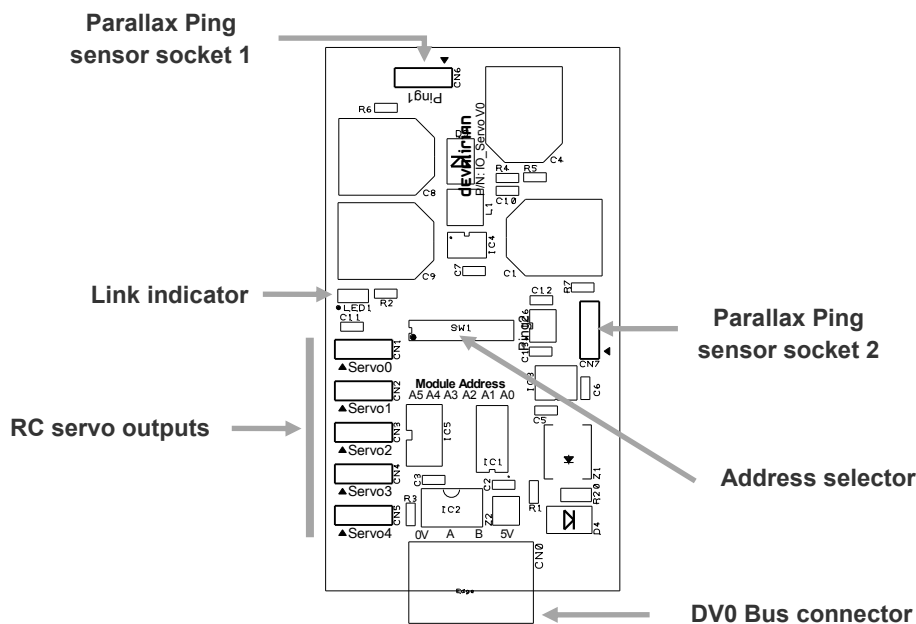 Parallax Ping
sensor socket 1
CN6
Ping1
R6
devmirian
P/N: IO_Servo V0
C4
R4
R5
C10
C8
L1
IC4
C7
C9
C1
R7
Link indicator
R2
LED1
C11
C12
SW1
Ping2
Parallax Ping
sensor socket 2
CN7
CN1
Servo0
IC3
C6
Module Address
A5 A4 A3 A2 A1 A0
CN2
Servo1
C5
RC servo outputs
CN3
Servo2
IC5
IC1
Z1
Address selector
CN4
Servo3
C3
C2
R20
R1
R3
IC2
Z2
D4
CN5
Servo4
0V A B 5V
CN0
Edge
DV0 Bus connector